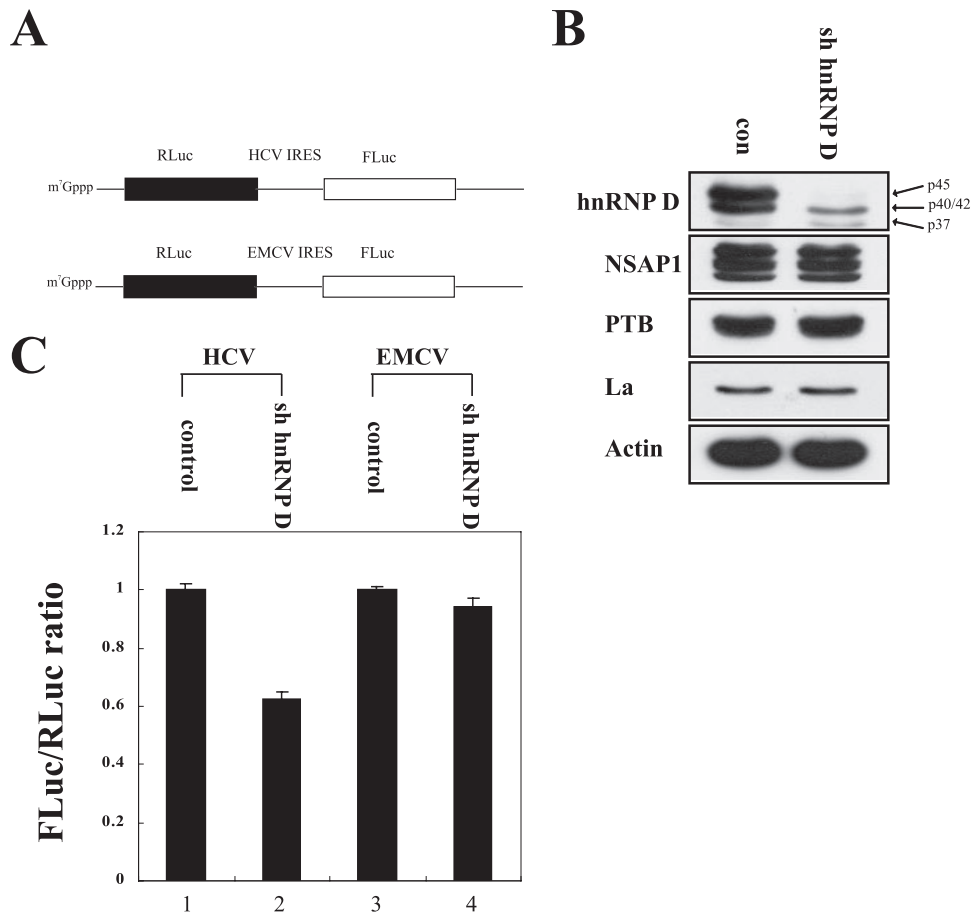 A
RLuc HCV IRES FLuc
m⁷Gppp
RLuc EMCV IRES FLuc
m⁷Gppp
B
con
sh hnRNP D
hnRNP D
p45
p40/42
p37
NSAP1
PTB
La
Actin
C
HCV EMCV
control
sh hnRNP D
control
sh hnRNP D
FLuc/RLuc ratio
1.2
1
0.8
0.6
0.4
0.2
0
1 2 3 4